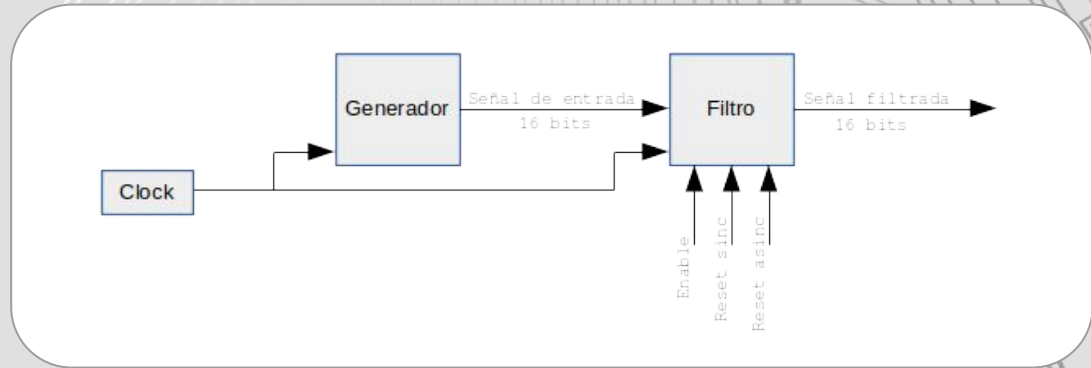 Generador
Señal de entrada
16 bits
Filtro
Señal filtrada
16 bits
Clock
Enable
Reset sinc
Reset asinc